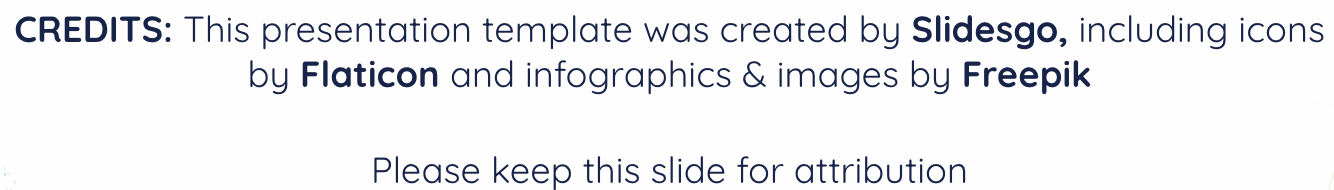 CREDITS: This presentation template was created by Slidesgo, including icons
by Flaticon and infographics & images by Freepik
Please keep this slide for attribution